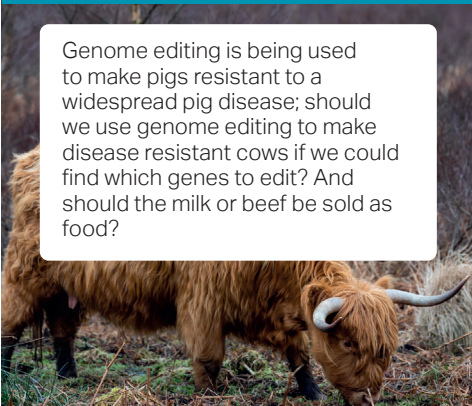 Genome editing is being used
to make pigs resistant to a
widespread pig disease; should
we use genome editing to make
disease resistant cows if we could
find which genes to edit? And
should the milk or beef be sold as
food?